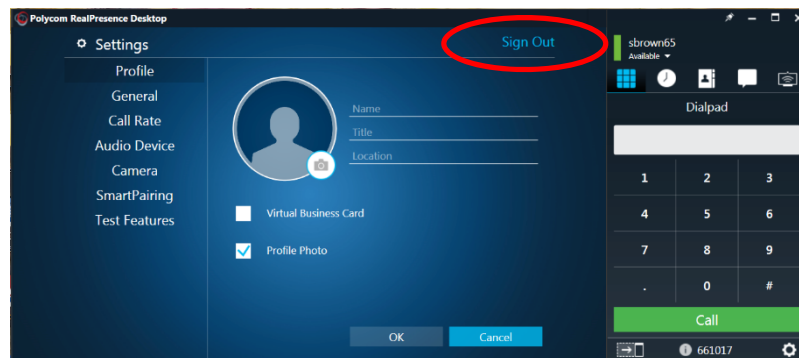 Polycom RealPresence Desktop
Settings
Sign Out
Profile
General
Call Rate
Audio Device
Camera
SmartPairing
Test Features
Name
Title
Location
Virtual Business Card
Profile Photo
OK
Cancel
sbrown65
Available
Dialpad
1 2 3
4 5 6
7 8 9
. 0 #
Call
661017